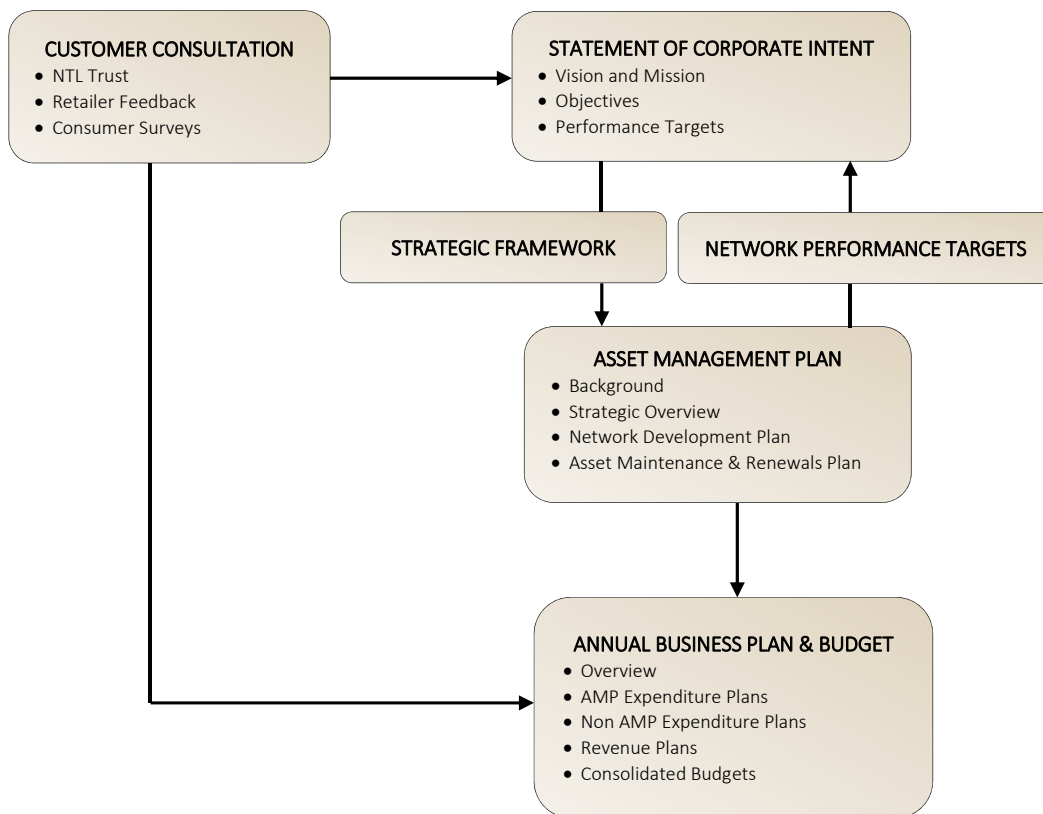 CUSTOMER CONSULTATION
• NTL Trust
• Retailer Feedback
• Consumer Surveys
STATEMENT OF CORPORATE INTENT
• Vision and Mission
• Objectives
• Performance Targets
STRATEGIC FRAMEWORK
NETWORK PERFORMANCE TARGETS
ASSET MANAGEMENT PLAN
• Background
• Strategic Overview
• Network Development Plan
• Asset Maintenance & Renewals Plan
ANNUAL BUSINESS PLAN & BUDGET
• Overview
• AMP Expenditure Plans
• Non AMP Expenditure Plans
• Revenue Plans
• Consolidated Budgets